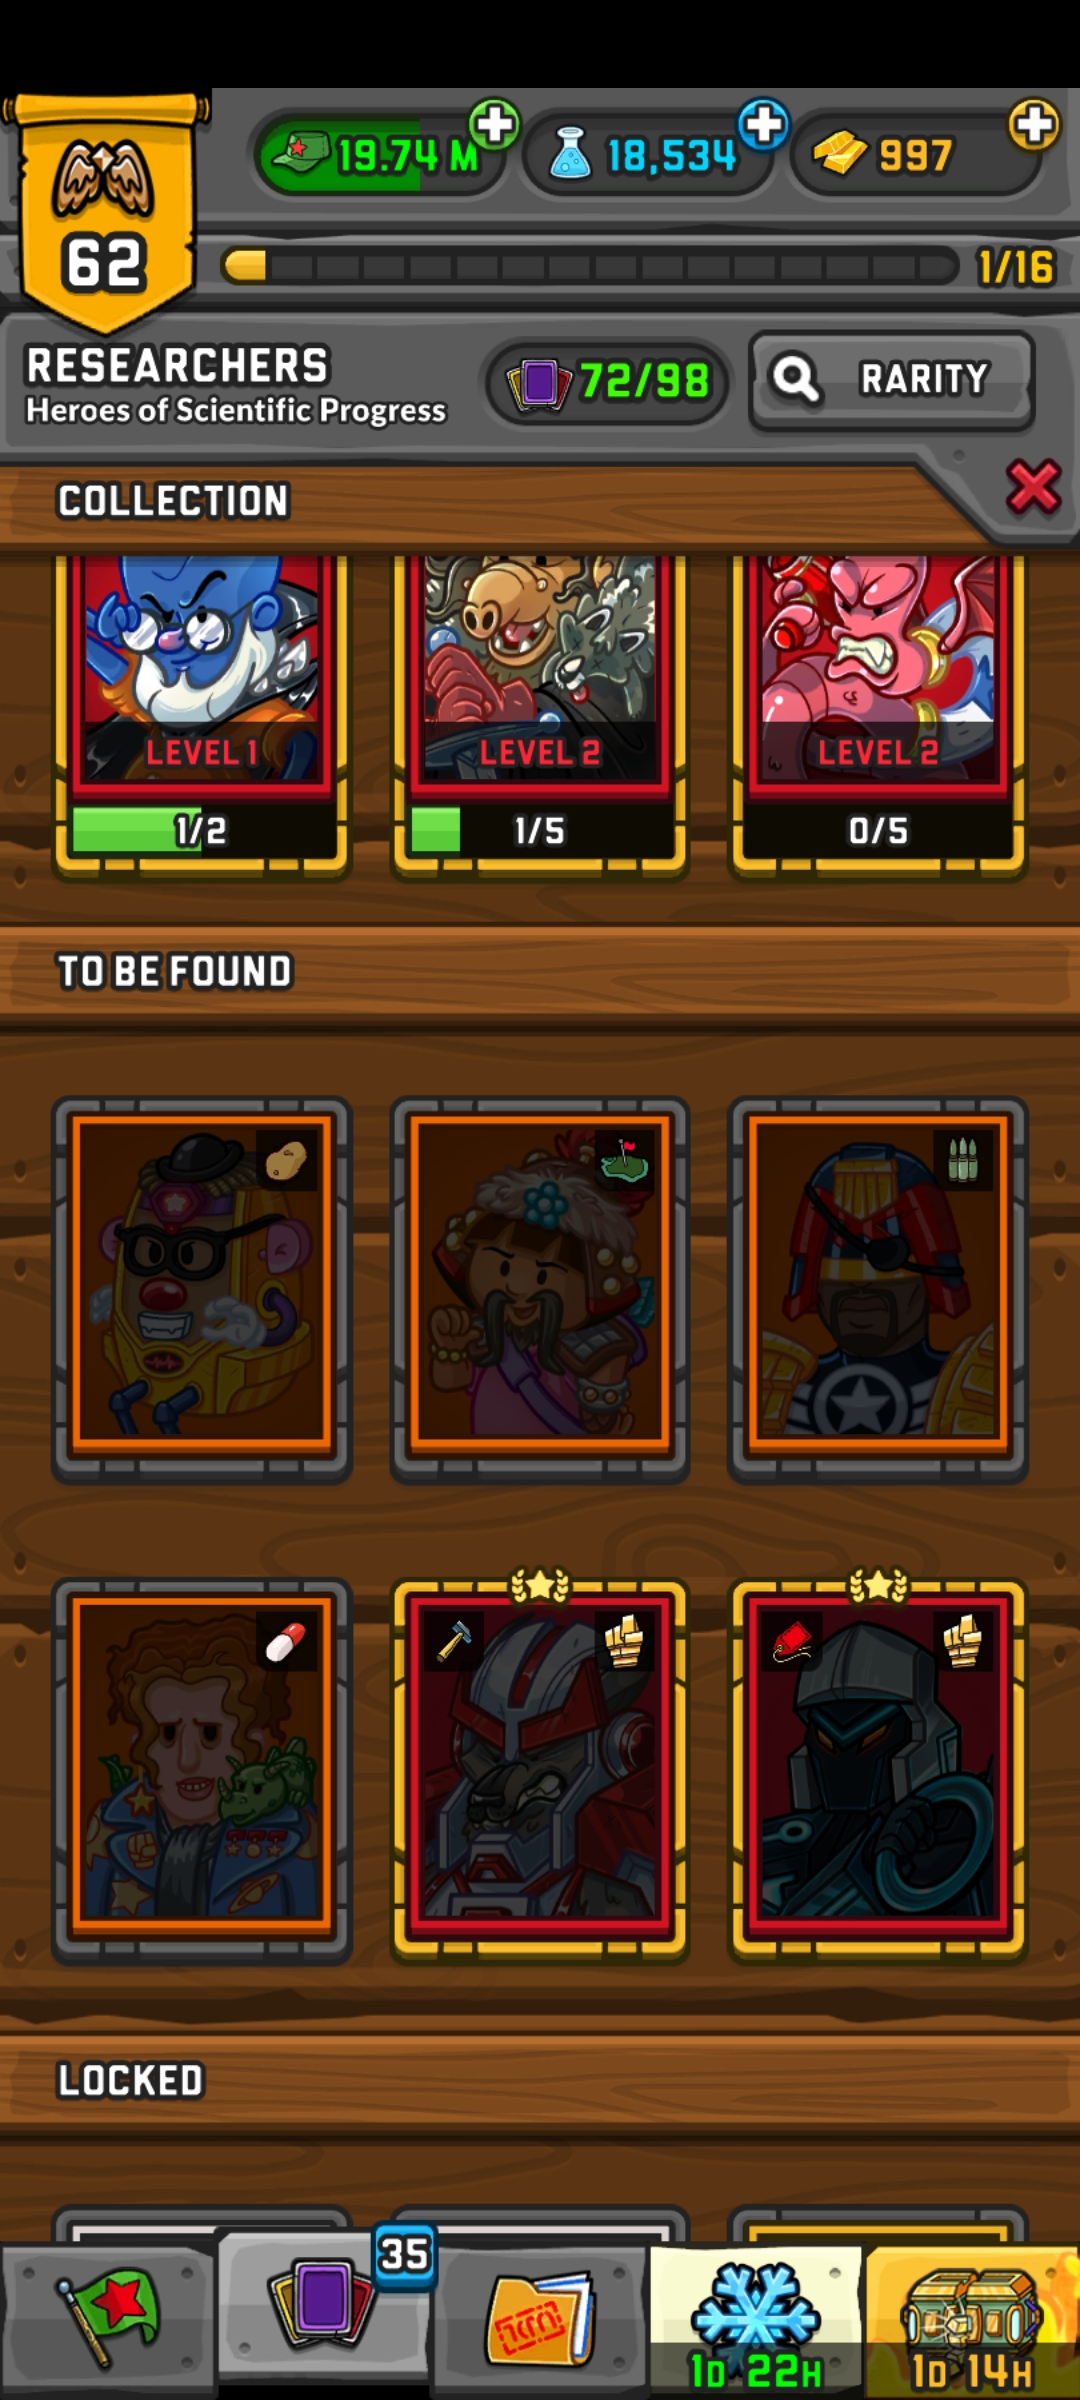 19.74 M
18,534
997
62
1/16
RESEARCHERS
Heroes of Scientific Progress
72/98
RARITY
COLLECTION
LEVEL 1
LEVEL 2
LEVEL 2
1/2
1/5
0/5
TO BE FOUND
LOCKED
35
1D 22H
1D 14H